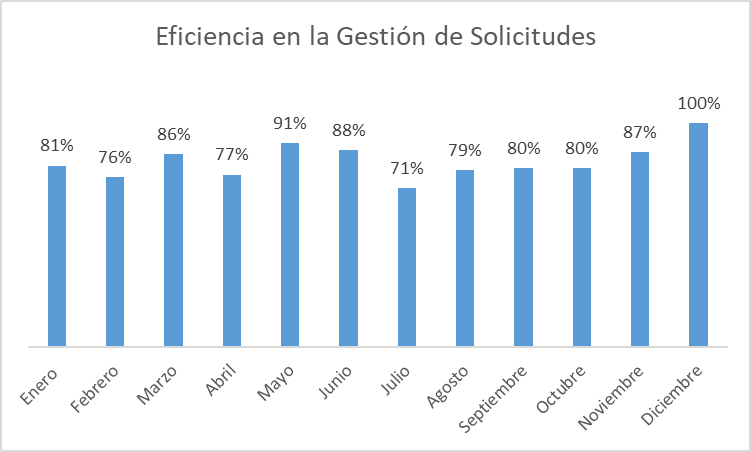 Eficiencia en la Gestión de Solicitudes
81%
76%
86%
77%
91%
88%
71%
79%
80%
80%
87%
100%
Enero
Febrero
Marzo
Abril
Mayo
Junio
Julio
Agosto
Septiembre
Octubre
Noviembre
Diciembre